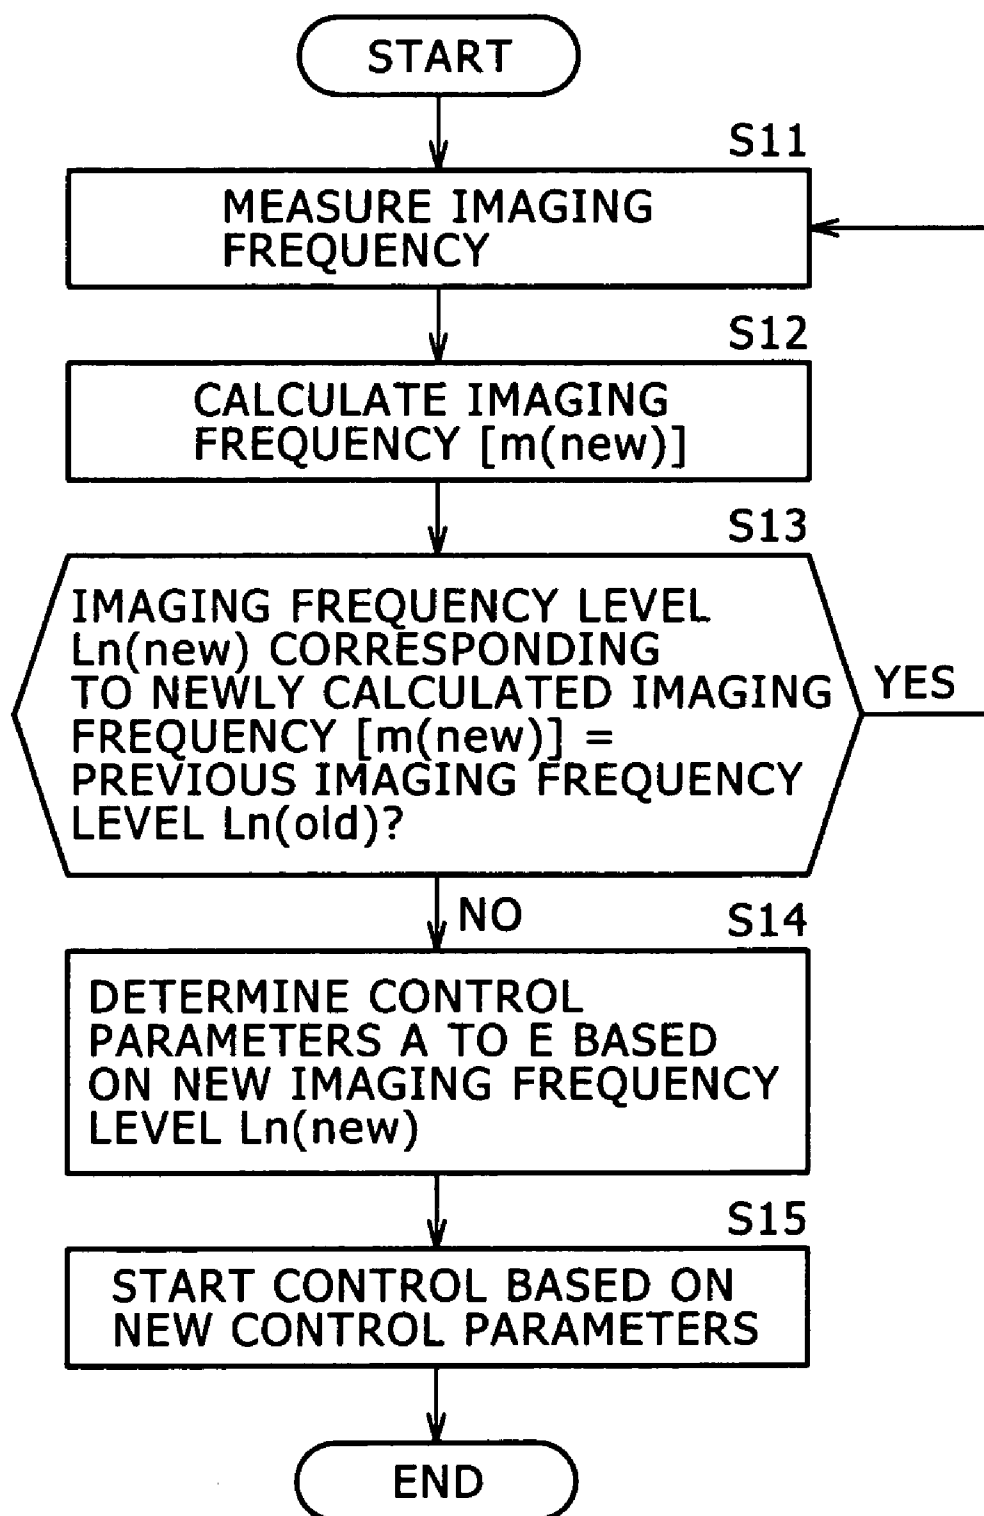 START
S11
MEASURE IMAGING
FREQUENCY
S12
CALCULATE IMAGING
FREQUENCY [m(new)]
S13
IMAGING FREQUENCY LEVEL
Ln(new) CORRESPONDING
TO NEWLY CALCULATED IMAGING
FREQUENCY [m(new)] =
PREVIOUS IMAGING FREQUENCY
LEVEL Ln(old)?
YES
NO
S14
DETERMINE CONTROL
PARAMETERS A TO E BASED
ON NEW IMAGING FREQUENCY
LEVEL Ln(new)
S15
START CONTROL BASED ON
NEW CONTROL PARAMETERS
END